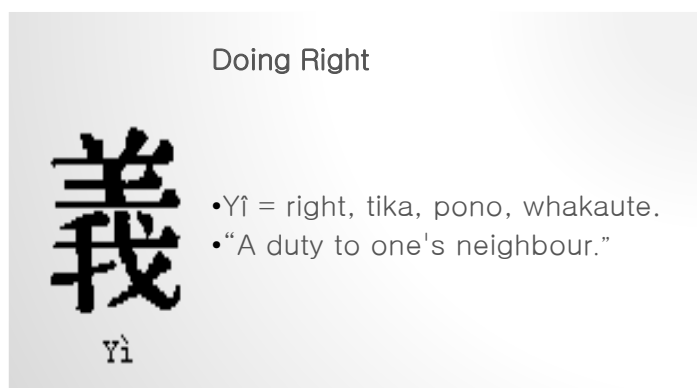 Doing Right
義
•Yî = right, tika, pono, whakaute.
•“A duty to one's neighbour.”
Yì